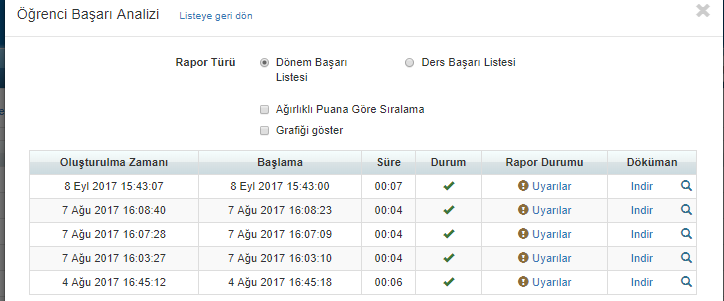 Öğrenci Başarı Analizi Listeye geri dön
Rapor Türü Dönem Başarı Listesi Ders Başarı Listesi
Ağırlıklı Puana Göre Sıralama
Grafiği göster
Oluşturulma Zamanı Başlama Süre Durum Rapor Durumu Döküman
8 Eyl 2017 15:43:07 8 Eyl 2017 15:43:00 00:07 Uyarılar İndir
7 Ağu 2017 16:08:40 7 Ağu 2017 16:08:23 00:04 Uyarılar İndir
7 Ağu 2017 16:07:28 7 Ağu 2017 16:07:09 00:04 Uyarılar İndir
7 Ağu 2017 16:03:27 7 Ağu 2017 16:03:10 00:04 Uyarılar İndir
4 Ağu 2017 16:45:12 4 Ağu 2017 16:45:18 00:06 Uyarılar İndir